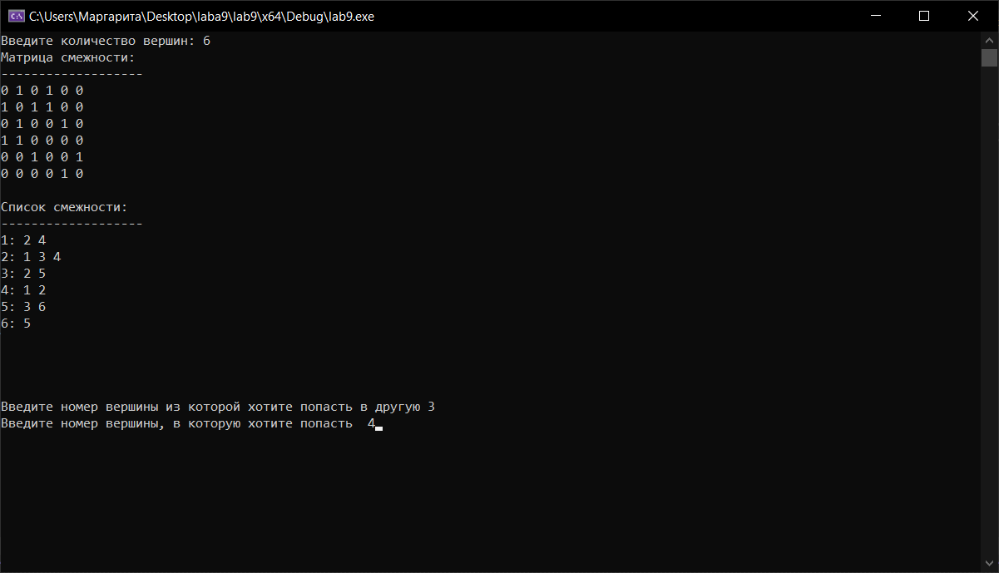 C:\Users\Маргарита\Desktop\laba9\lab9\x64\Debug\lab9.exe
Введите количество вершин: 6
Матрица смежности:
-------------------
0 1 0 1 0 0
1 0 1 1 0 0
0 1 0 0 1 0
1 1 0 0 0 0
0 0 1 0 0 1
0 0 0 0 1 0
Список смежности:
-------------------
1: 2 4
2: 1 3 4
3: 2 5
4: 1 2
5: 3 6
6: 5
Введите номер вершины из которой хотите попасть в другую 3
Введите номер вершины, в которую хотите попасть  4